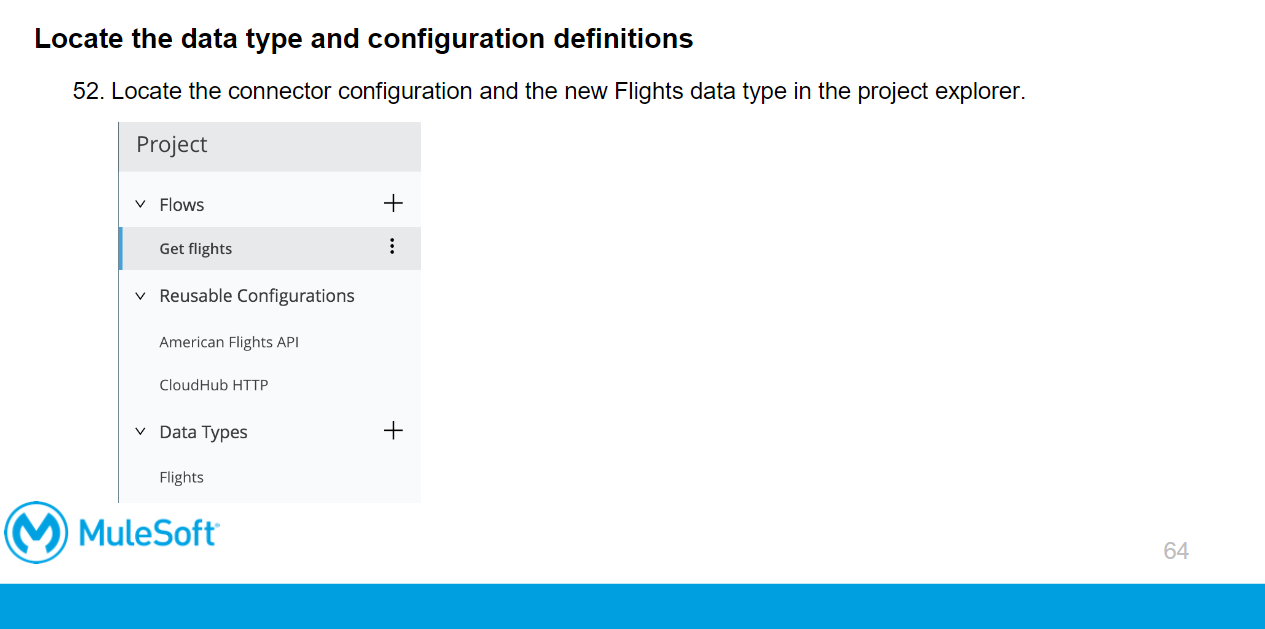 Locate the data type and configuration definitions
52. Locate the connector configuration and the new Flights data type in the project explorer.
Project
Flows
Get flights
Reusable Configurations
American Flights API
CloudHub HTTP
Data Types
Flights
MuleSoft
64